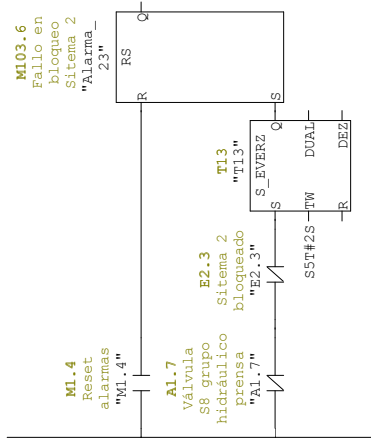 M1.4
Reset
alarmas
"M1.4"
M103.6
Fallo en
bloqueo
Sitema 2
"Alarma_
23"
RS
R
Q
S
A1.7
Válvula
S8 grupo
hidráulico
prensa
"A1.7"
E2.3
Sitema 2
bloqueado
"E2.3"
T13
"T13"
S_EVERZ
S
Q
S5T#2S
TW
DUAL
R
DEZ